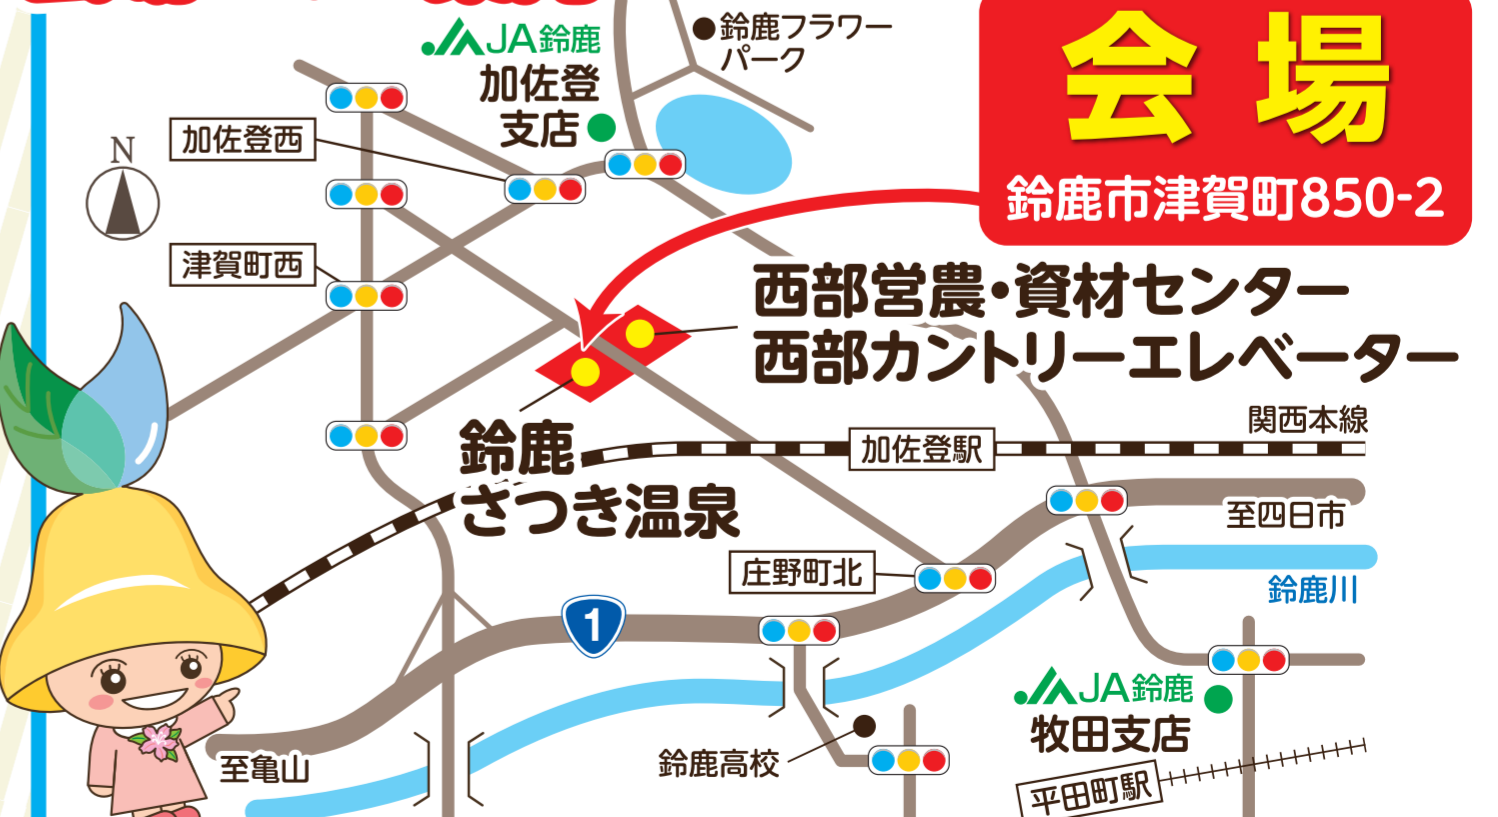 会場
鈴鹿市津賀町850-2
JA鈴鹿
加佐登
支店
鈴鹿フラワー
パーク
加佐登西
N
津賀町西
西部営農・資材センター
西部カントリーエレベーター
鈴鹿
さつき温泉
関西本線
加佐登駅
至四日市
庄野町北
鈴鹿川
1
JA鈴鹿
牧田支店
鈴鹿高校
至亀山
平田町駅